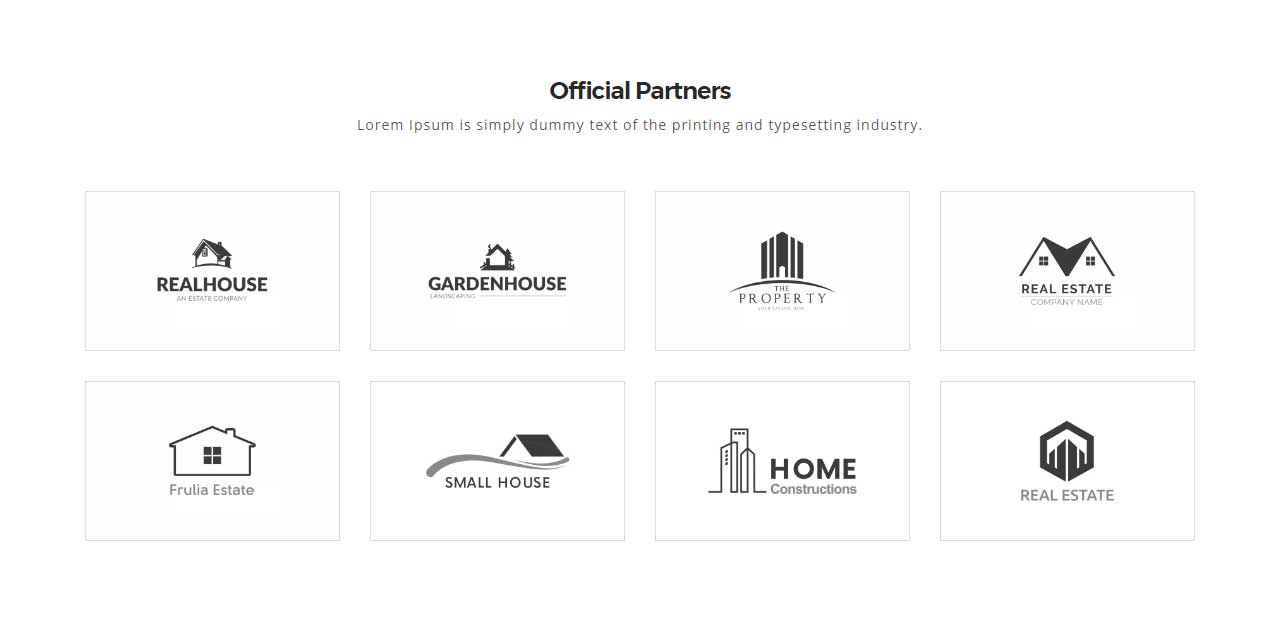 Official Partners
Lorem Ipsum is simply dummy text of the printing and typesetting industry.
REALHOUSE
AN ESTATE COMPANY
GARDENHOUSE
LANDSCAPING
THE
PROPERTY
REAL ESTATE
COMPANY NAME
Frulia Estate
SMALL HOUSE
HOME
Constructions
REAL ESTATE